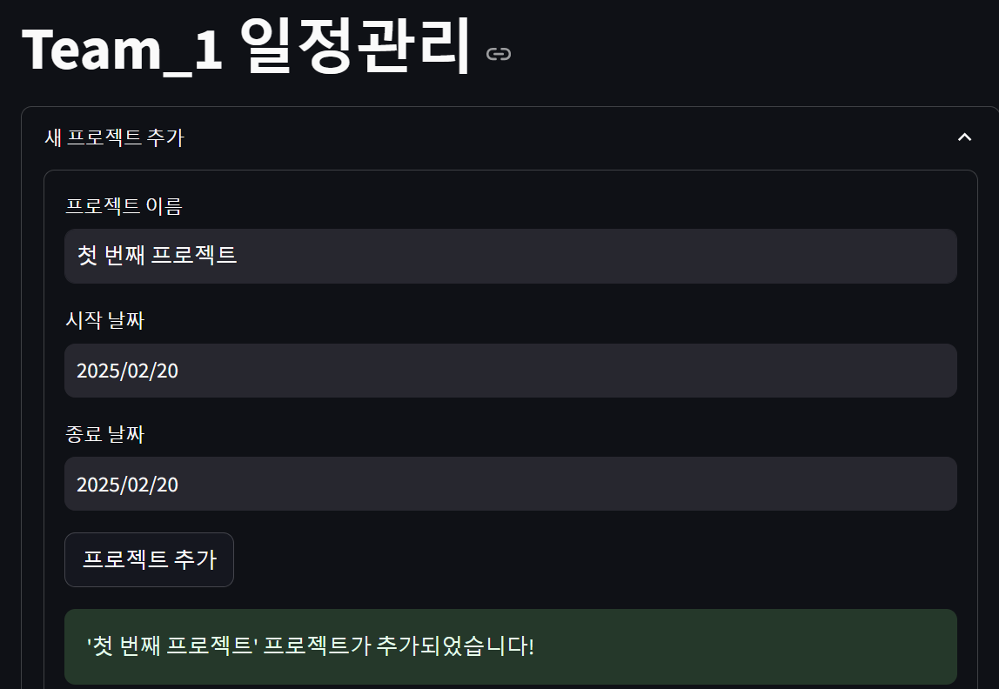 Team_1 일정관리
새 프로젝트 추가
프로젝트 이름
첫 번째 프로젝트
시작 날짜
2025/02/20
종료 날짜
2025/02/20
프로젝트 추가
'첫 번째 프로젝트' 프로젝트가 추가되었습니다!